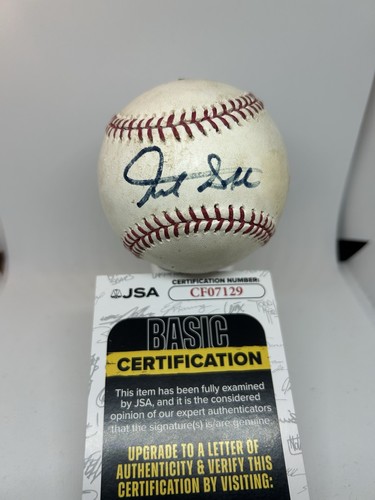 CERTIFICATION NUMBER:
JSA CF07129
BASIC
CERTIFICATION
This item has been fully examined
by JSA, and it is the considered
opinion of our expert authenticators
that the signature(s) is/are genuine.
UPGRADE TO A LETTER OF
AUTHENTICITY & VERIFY THIS
CERTIFICATION BY VISITING: